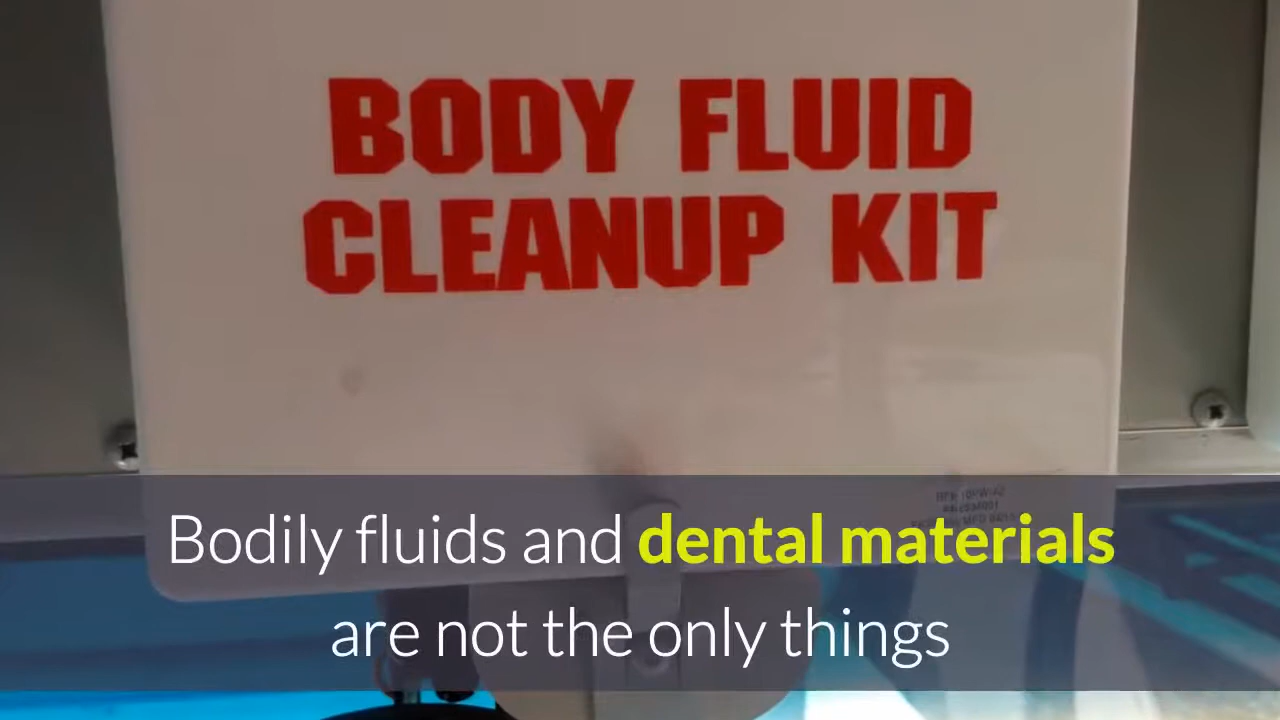 BODY FLUID
CLEANUP KIT
Bodily fluids and dental materials
are not the only things